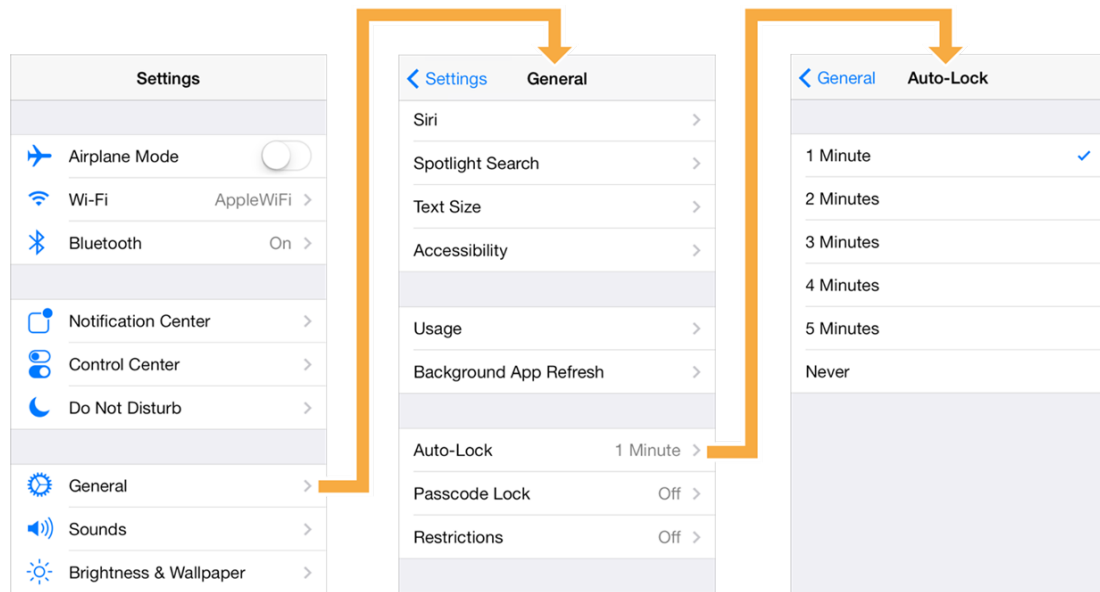 Settings
Airplane Mode
Wi-Fi AppleWiFi
Bluetooth On
Notification Center
Control Center
Do Not Disturb
General
Sounds
Brightness & Wallpaper
Settings General
Siri
Spotlight Search
Text Size
Accessibility
Usage
Background App Refresh
Auto-Lock 1 Minute
Passcode Lock Off
Restrictions Off
General Auto-Lock
1 Minute
2 Minutes
3 Minutes
4 Minutes
5 Minutes
Never